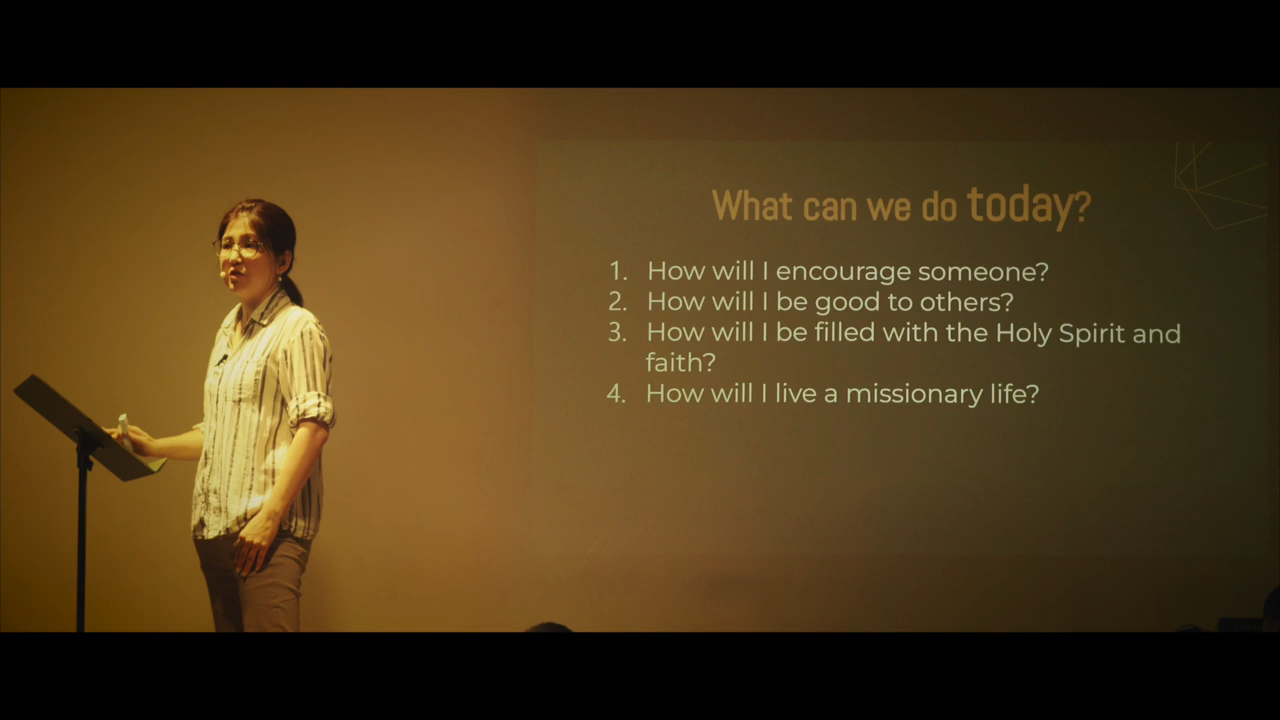 What can we do today?
1. How will I encourage someone?
2. How will I be good to others?
3. How will I be filled with the Holy Spirit and
faith?
4. How will I live a missionary life?